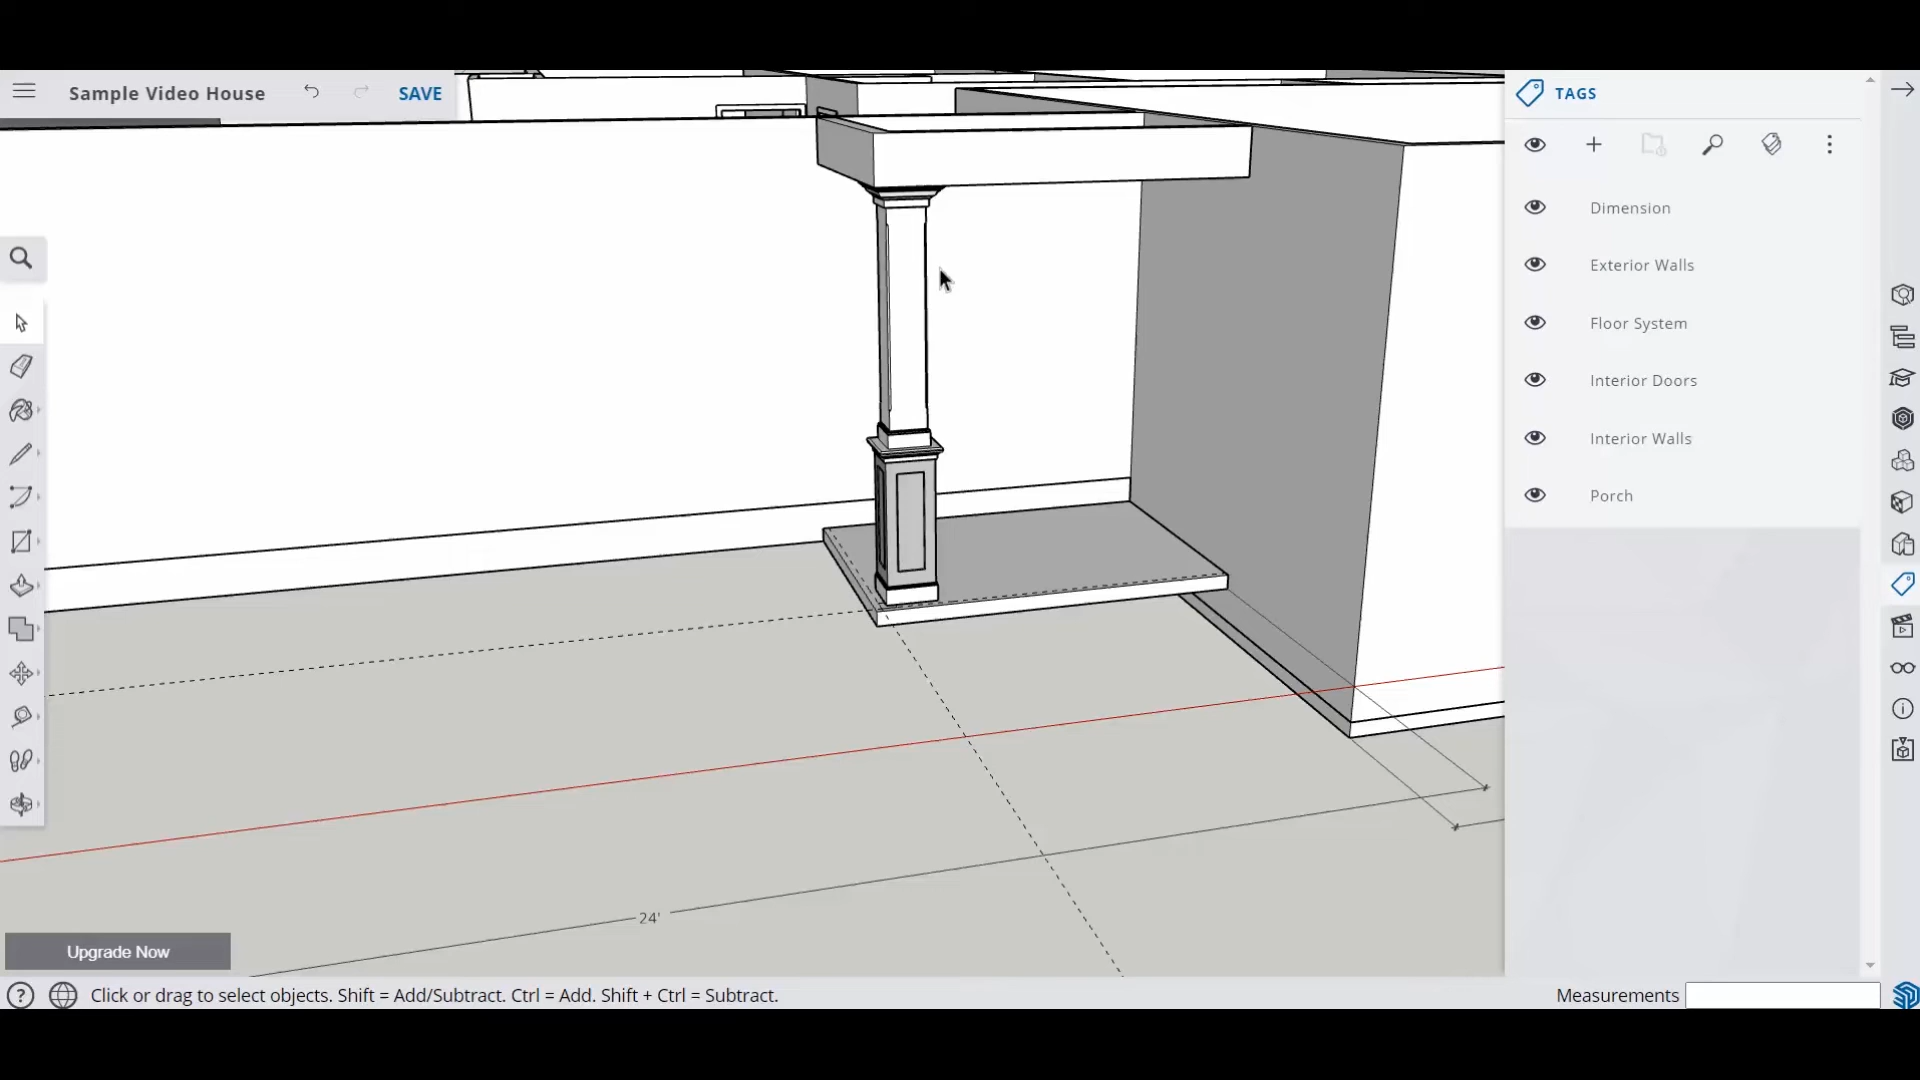 Sample Video House
SAVE
TAGS
Dimension
Exterior Walls
Floor System
Interior Doors
Interior Walls
Porch
24'
Upgrade Now
Click or drag to select objects. Shift = Add/Subtract. Ctrl = Add. Shift + Ctrl = Subtract.
Measurements